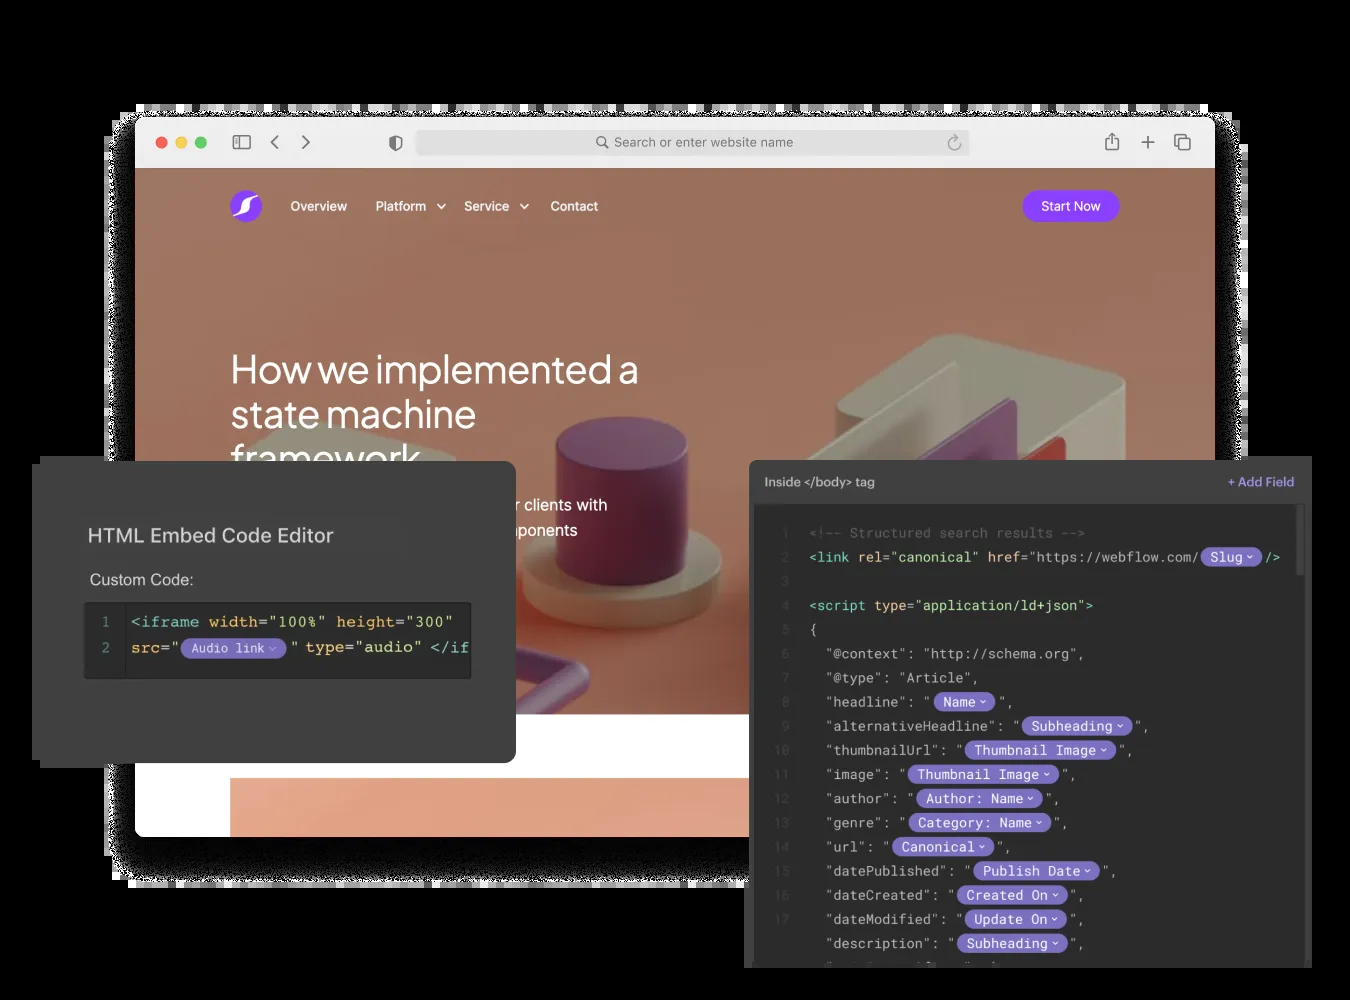 Search or enter website name
Overview Platform Service Contact Start Now
How we implemented a
state machine
framework
r clients with
ponents
HTML Embed Code Editor
Custom Code:
1 <iframe width="100%" height="300"
2 src=" Audio link " type="audio" </if
Inside </body> tag + Add Field
1 <!-- Structured search results -->
2 <link rel="canonical" href="https://webflow.com/ Slug />
3
4 <script type="application/ld+json">
5 {
6 "@context": "http://schema.org",
7 "@type": "Article",
8 "headline": " Name ",
9 "alternativeHeadline": " Subheading ",
10 "thumbnailUrl": " Thumbnail Image ",
11 "image": " Thumbnail Image ",
12 "author": " Author: Name ",
13 "genre": " Category: Name ",
14 "url": " Canonical ",
15 "datePublished": " Publish Date ",
16 "dateCreated": " Created On ",
17 "dateModified": " Update On ",
"description": " Subheading ",